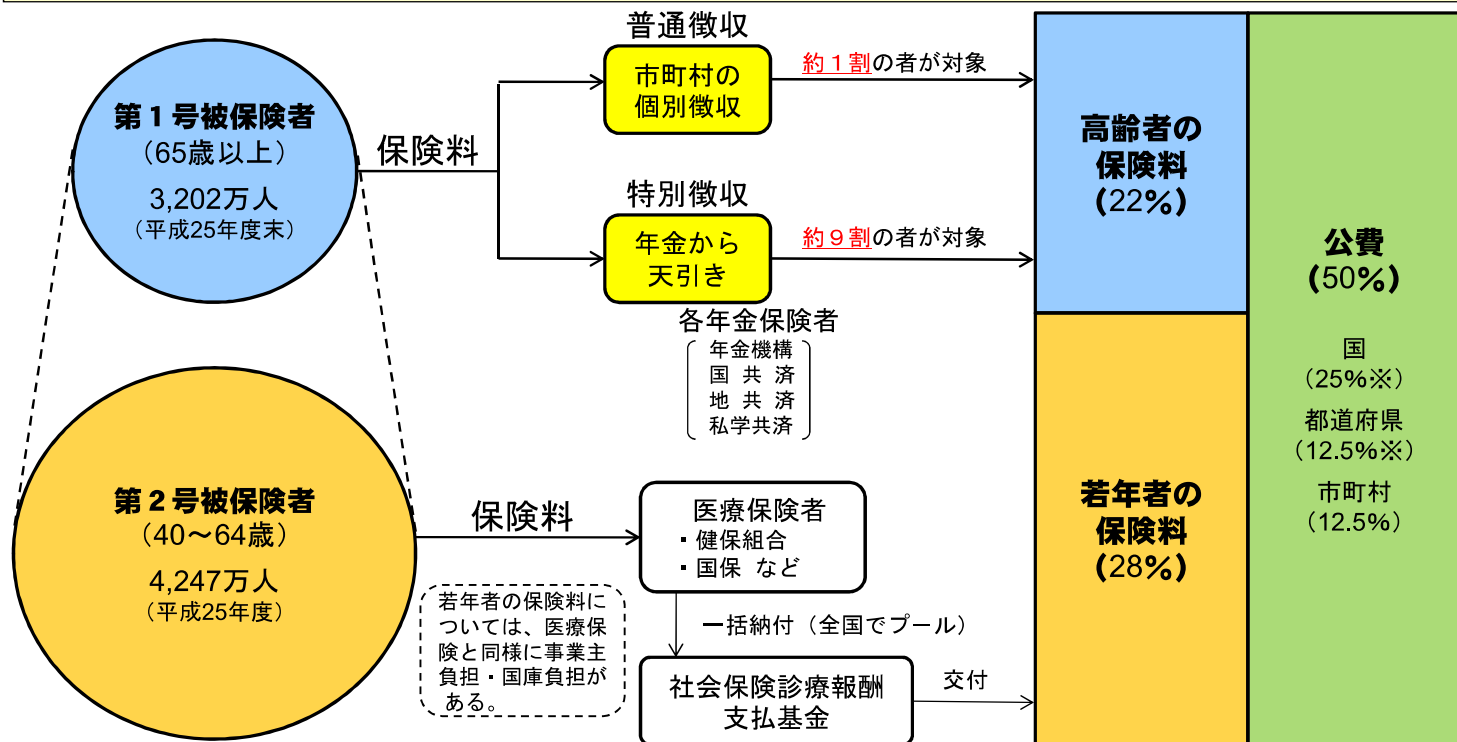 第１号被保険者
（65歳以上）
3,202万人
（平成25年度末）
保険料
普通徴収
市町村の
個別徴収
約１割の者が対象
特別徴収
年金から
天引き
約９割の者が対象
各年金保険者
年金機構
国 共 済
地 共 済
私学共済
第２号被保険者
（40～64歳）
4,247万人
（平成25年度）
保険料
医療保険者
・健保組合
・国保 など
若年者の保険料に
ついては、医療保
険と同様に事業主
負担・国庫負担が
ある。
一括納付（全国でプール）
社会保険診療報酬
支払基金
交付
高齢者の
保険料
(22%)
若年者の
保険料
(28%)
公費
(50%)
国
(25%※)
都道府県
(12.5%※)
市町村
(12.5%)